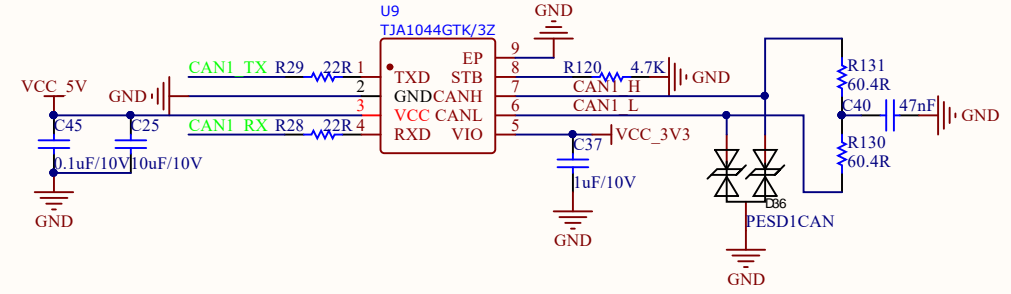 U9
TJA1044GTK/3Z
GND
CAN1_TX R29 22R 1 TXD
EP 9
STB 8 R120 4.7K GND
VCC_5V
GND 2 GND
CANH 7 CAN1_H
3 VCC
CANL 6 CAN1_L
CAN1_RX R28 22R 4 RXD
VIO 5 VCC_3V3
C45
0.1uF/10V
C25
10uF/10V
GND
C37
1uF/10V
GND
R131
60.4R
C40 47nF GND
R130
60.4R
D36
PESD1CAN
GND